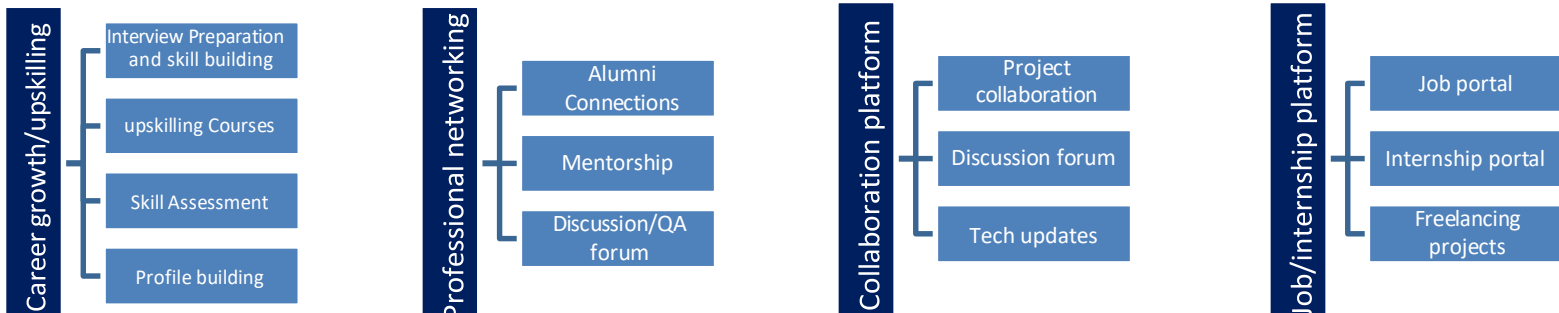 Career growth/upskilling
Interview Preparation
and skill building
upskilling Courses
Skill Assessment
Profile building
Professional networking
Alumni
Connections
Mentorship
Discussion/QA
forum
Collaboration platform
Project
collaboration
Discussion forum
Tech updates
Job/internship platform
Job portal
Internship portal
Freelancing
projects